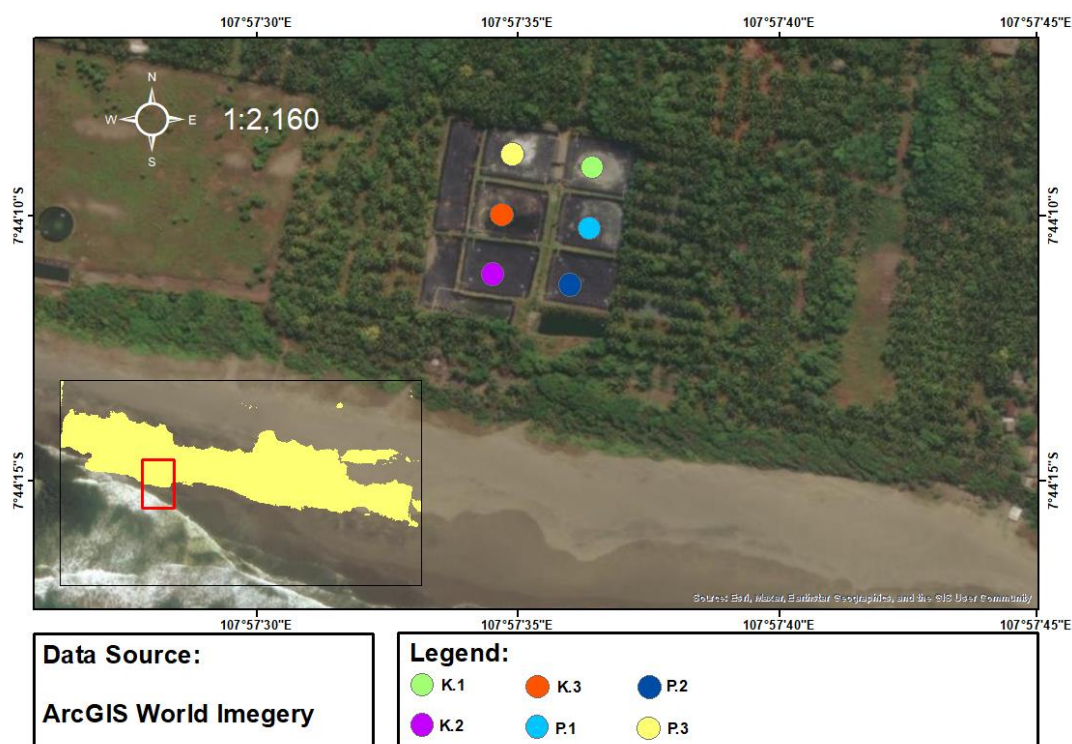 107°57'30"E 107°57'35"E 107°57'40"E 107°57'45"E
N
W E 1:2,160
S
7°44'10"S 7°44'10"S
7°44'15"S 7°44'15"S
Source: Esri, Maxar, Earthstar Geographics, and the GIS User Community
107°57'30"E 107°57'35"E 107°57'40"E 107°57'45"E
Data Source:
ArcGIS World Imegery
Legend:
K.1 K.3 P.2
K.2 P.1 P.3